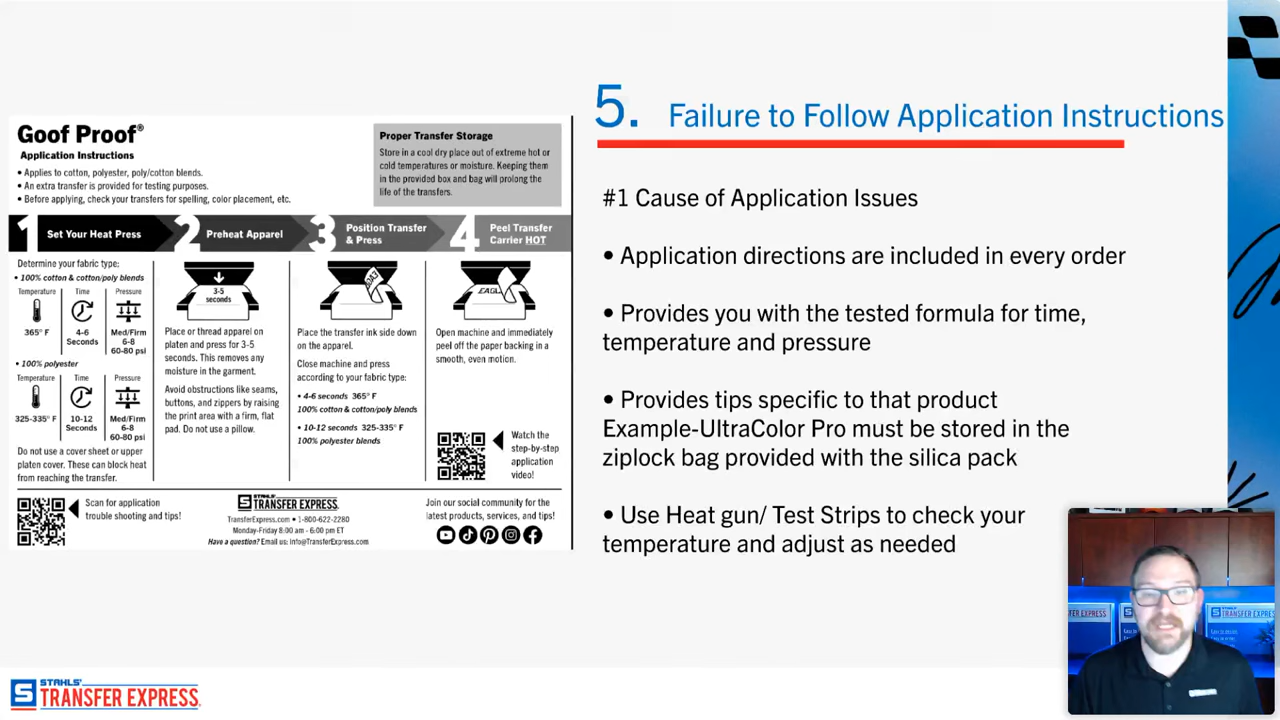 Goof Proof®
Application Instructions
• Applies to cotton, polyester, poly/cotton blends.
• An extra transfer is provided for testing purposes.
• Before applying, check your transfers for spelling, color placement, etc.
Proper Transfer Storage
Store in a cool dry place out of extreme hot or
cold temperatures or moisture. Keeping them
in the provided box and bag will prolong the
life of the transfers.
1 Set Your Heat Press
2 Preheat Apparel
3 Position Transfer
& Press
4 Peel Transfer
Carrier HOT
Determine your fabric type:
• 100% cotton & cotton/poly blends
Temperature Time Pressure
365° F 4-6 Seconds Med/Firm 6-8 60-80 psi
• 100% polyester
Temperature Time Pressure
325-335° F 10-12 Seconds Med/Firm 6-8 60-80 psi
Do not use a cover sheet or upper
platen cover. These can block heat
from reaching the transfer.
3-5
seconds
Place or thread apparel on
platen and press for 3-5
seconds. This removes any
moisture in the garment.
Avoid obstructions like seams,
buttons, and zippers by raising
the print area with a firm, flat
pad. Do not use a pillow.
Place the transfer ink side down
on the apparel.
Close machine and press
according to your fabric type:
• 4-6 seconds 365° F
100% cotton & cotton/poly blends
• 10-12 seconds 325-335° F
100% polyester blends
EAGL
Open machine and immediately
peel off the paper backing in a
smooth, even motion.
Watch the
step-by-step
application
video!
Scan for application
trouble shooting and tips!
STAHLS'
TRANSFER EXPRESS.
TransferExpress.com • 1-800-622-2280
Monday-Friday 8:00 am - 6:00 pm ET
Have a question? Email us: Info@TransferExpress.com
Join our social community for the
latest products, services, and tips!
5. Failure to Follow Application Instructions
#1 Cause of Application Issues
• Application directions are included in every order
• Provides you with the tested formula for time,
temperature and pressure
• Provides tips specific to that product
Example-UltraColor Pro must be stored in the
ziplock bag provided with the silica pack
• Use Heat gun/ Test Strips to check your
temperature and adjust as needed
STAHLS'
TRANSFER EXPRESS.
TRANSFER EXPRESS